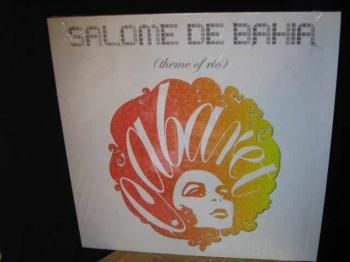 SALOME DE BAHIA
(theme of rio)
Cabaret